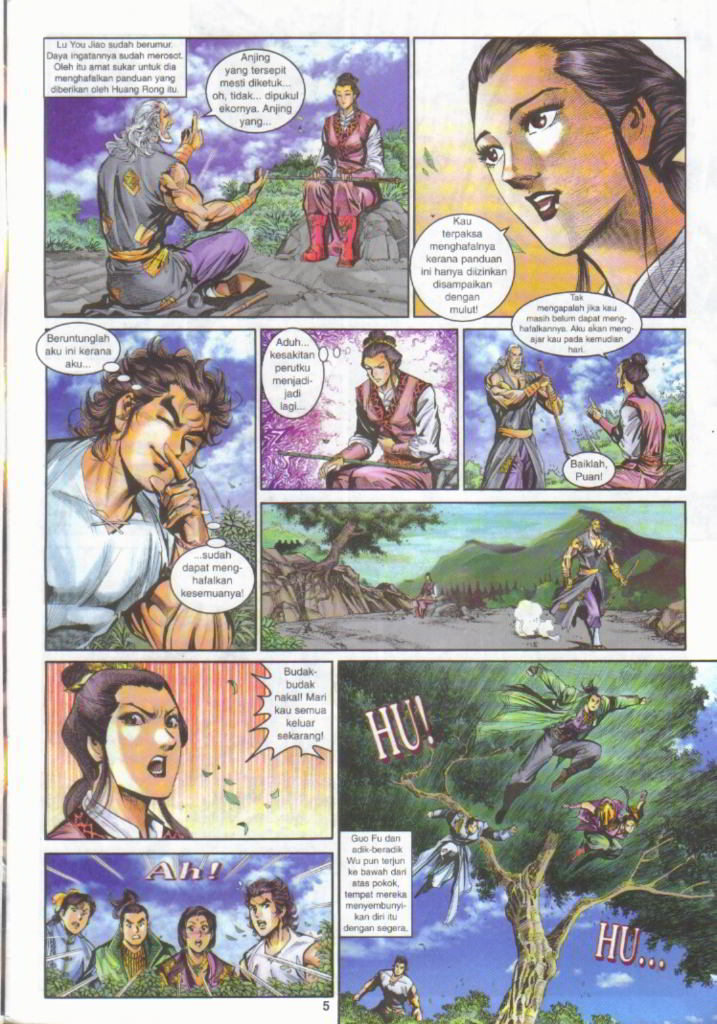 Lu You Jiao sudah berumur.
Daya ingatannya sudah merosot.
Oleh itu amat sukar untuk dia
menghafalkan panduan yang
diberikan oleh Huang Rong itu.
Anjing
yang tersepit
mesti diketuk...
oh, tidak... dipukul
ekornya. Anjing
yang...
Kau
terpaksa
menghafalnya
kerana panduan
ini hanya diizinkan
disampaikan
dengan
mulut!
Beruntunglah
aku ini kerana
aku...
...sudah
dapat meng-
hafalkan
kesemuanya!
Aduh...
kesakitan
perutku
menjadi-
jadi
lagi...
Tak
mengapalah jika kau
masih belum dapat meng-
hafalkannya. Aku akan meng-
ajar kau pada kemudian
hari.
Baiklah,
Puan!
Budak-
budak
nakal! Mari
kau semua
keluar
sekarang!
Ah!
HU!
Guo Fu dan
adik-beradik
Wu pun terjun
ke bawah dari
atas pokok,
tempat mereka
menyembunyi-
kan diri itu
dengan segera.
HU...
5